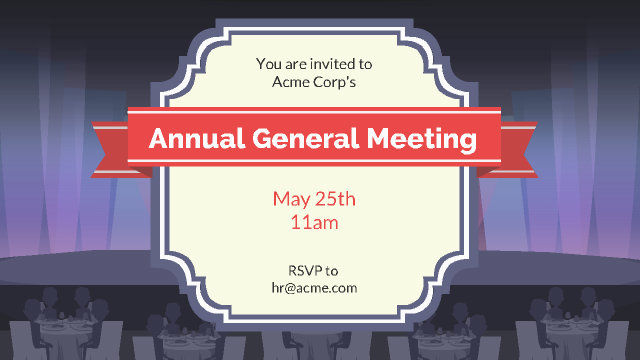 You are invited to
Acme Corp's
Annual General Meeting
May 25th
11am
RSVP to
hr@acme.com